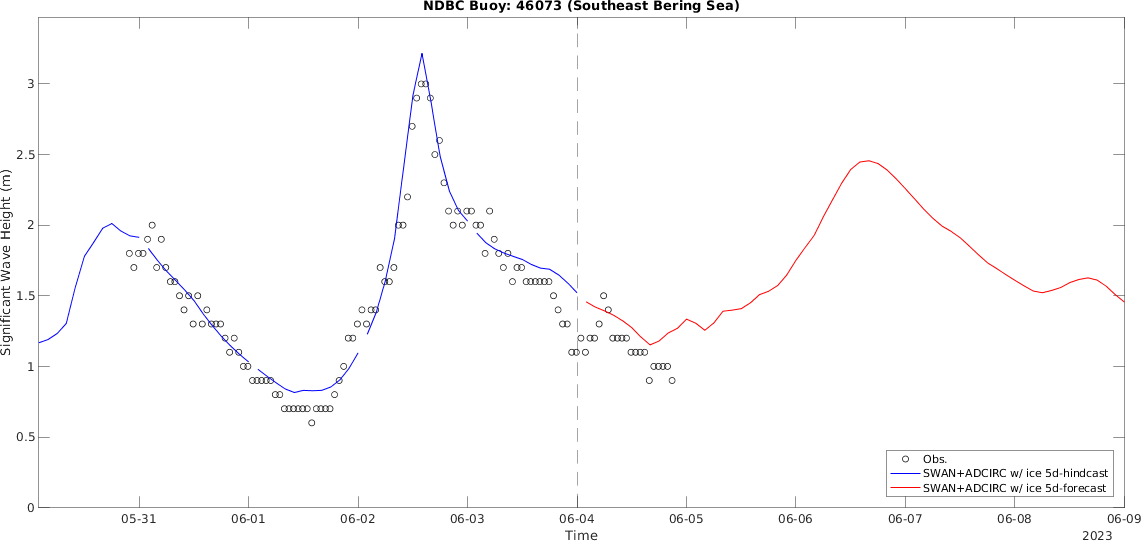 NDBC Buoy: 46073 (Southeast Bering Sea)
Significant Wave Height (m)
3
2.5
2
1.5
1
0.5
0
Obs.
SWAN+ADCIRC w/ ice 5d-hindcast
SWAN+ADCIRC w/ ice 5d-forecast
05-31 06-01 06-02 06-03 06-04 06-05 06-06 06-07 06-08 06-09
Time
2023